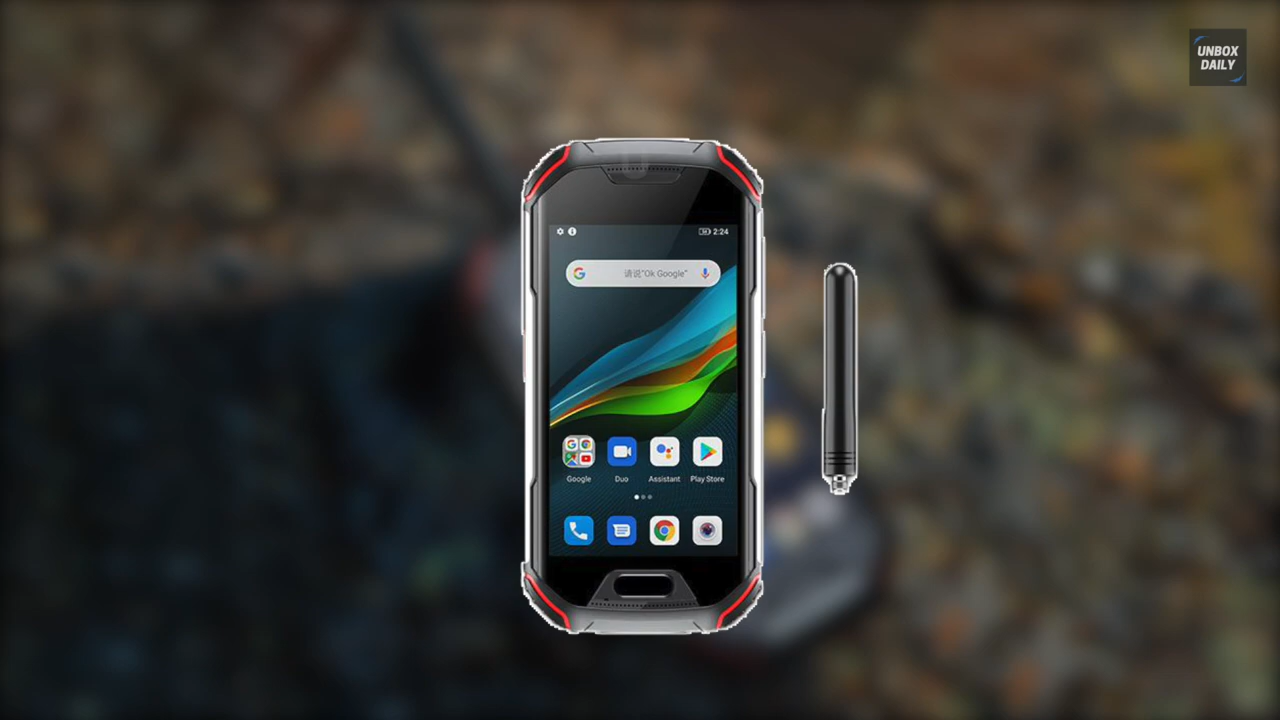 UNBOX
DAILY
2:24
请说"Ok Google"
Google
Duo
Assistant
Play Store